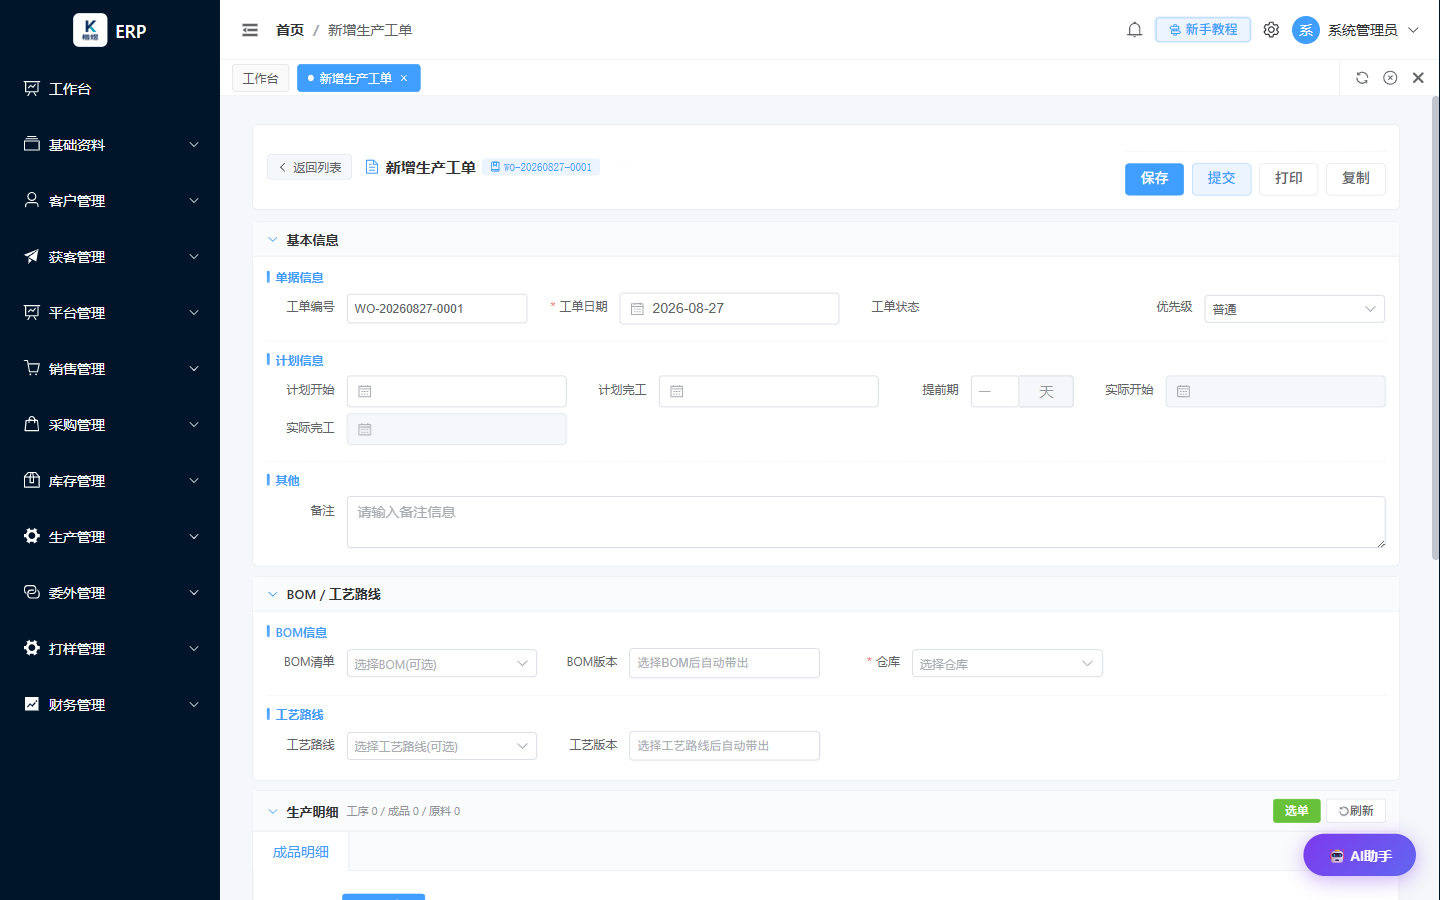 K
ERP
首页 / 新增生产工单
新手教程
系
系统管理员
工作台
基础资料
客户管理
获客管理
平台管理
销售管理
采购管理
库存管理
生产管理
委外管理
打样管理
财务管理
工作台
新增生产工单 ×
返回列表
新增生产工单
WO-20260827-0001
保存
提交
打印
复制
基本信息
单据信息
工单编号
WO-20260827-0001
* 工单日期
2026-08-27
工单状态
优先级
普通
计划信息
计划开始
计划完工
提前期
—
天
实际开始
实际完工
其他
备注
请输入备注信息
BOM / 工艺路线
BOM信息
BOM清单
选择BOM(可选)
BOM版本
选择BOM后自动带出
* 仓库
选择仓库
工艺路线
工艺路线
选择工艺路线(可选)
工艺版本
选择工艺路线后自动带出
生产明细
工序 0 / 成品 0 / 原料 0
选单
刷新
成品明细
AI助手